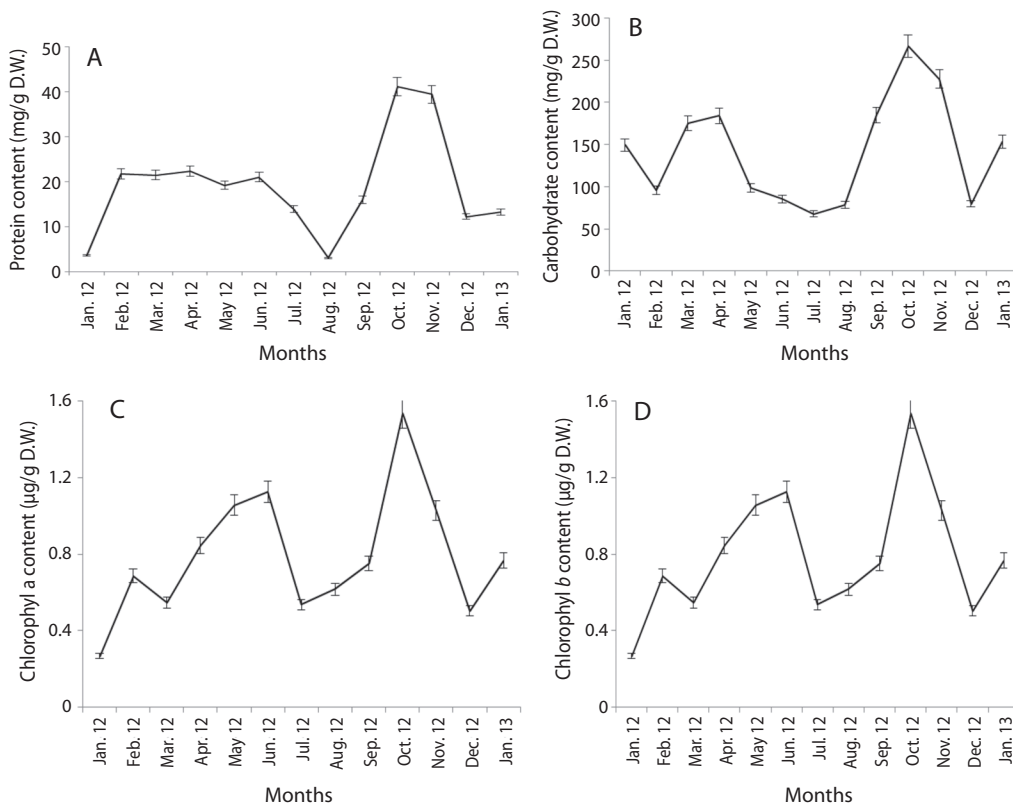 A
Protein content (mg/g D.W.)
50
40
30
20
10
0
Jan. 12
Feb. 12
Mar. 12
Apr. 12
May 12
Jun. 12
Jul. 12
Aug. 12
Sep. 12
Oct. 12
Nov. 12
Dec. 12
Jan. 13
Months
B
Carbohydrate content (mg/g D.W.)
300
250
200
150
100
50
0
Jan. 12
Feb. 12
Mar. 12
Apr. 12
May 12
Jun. 12
Jul. 12
Aug. 12
Sep. 12
Oct. 12
Nov. 12
Dec. 12
Jan. 13
Months
C
Chlorophyl a content (µg/g D.W.)
1.6
1.2
0.8
0.4
0
Jan. 12
Feb. 12
Mar. 12
Apr. 12
May 12
Jun. 12
Jul. 12
Aug. 12
Sep. 12
Oct. 12
Nov. 12
Dec. 12
Jan. 13
Months
D
Chlorophyl b content (µg/g D.W.)
1.6
1.2
0.8
0.4
0
Jan. 12
Feb. 12
Mar. 12
Apr. 12
May 12
Jun. 12
Jul. 12
Aug. 12
Sep. 12
Oct. 12
Nov. 12
Dec. 12
Jan. 13
Months